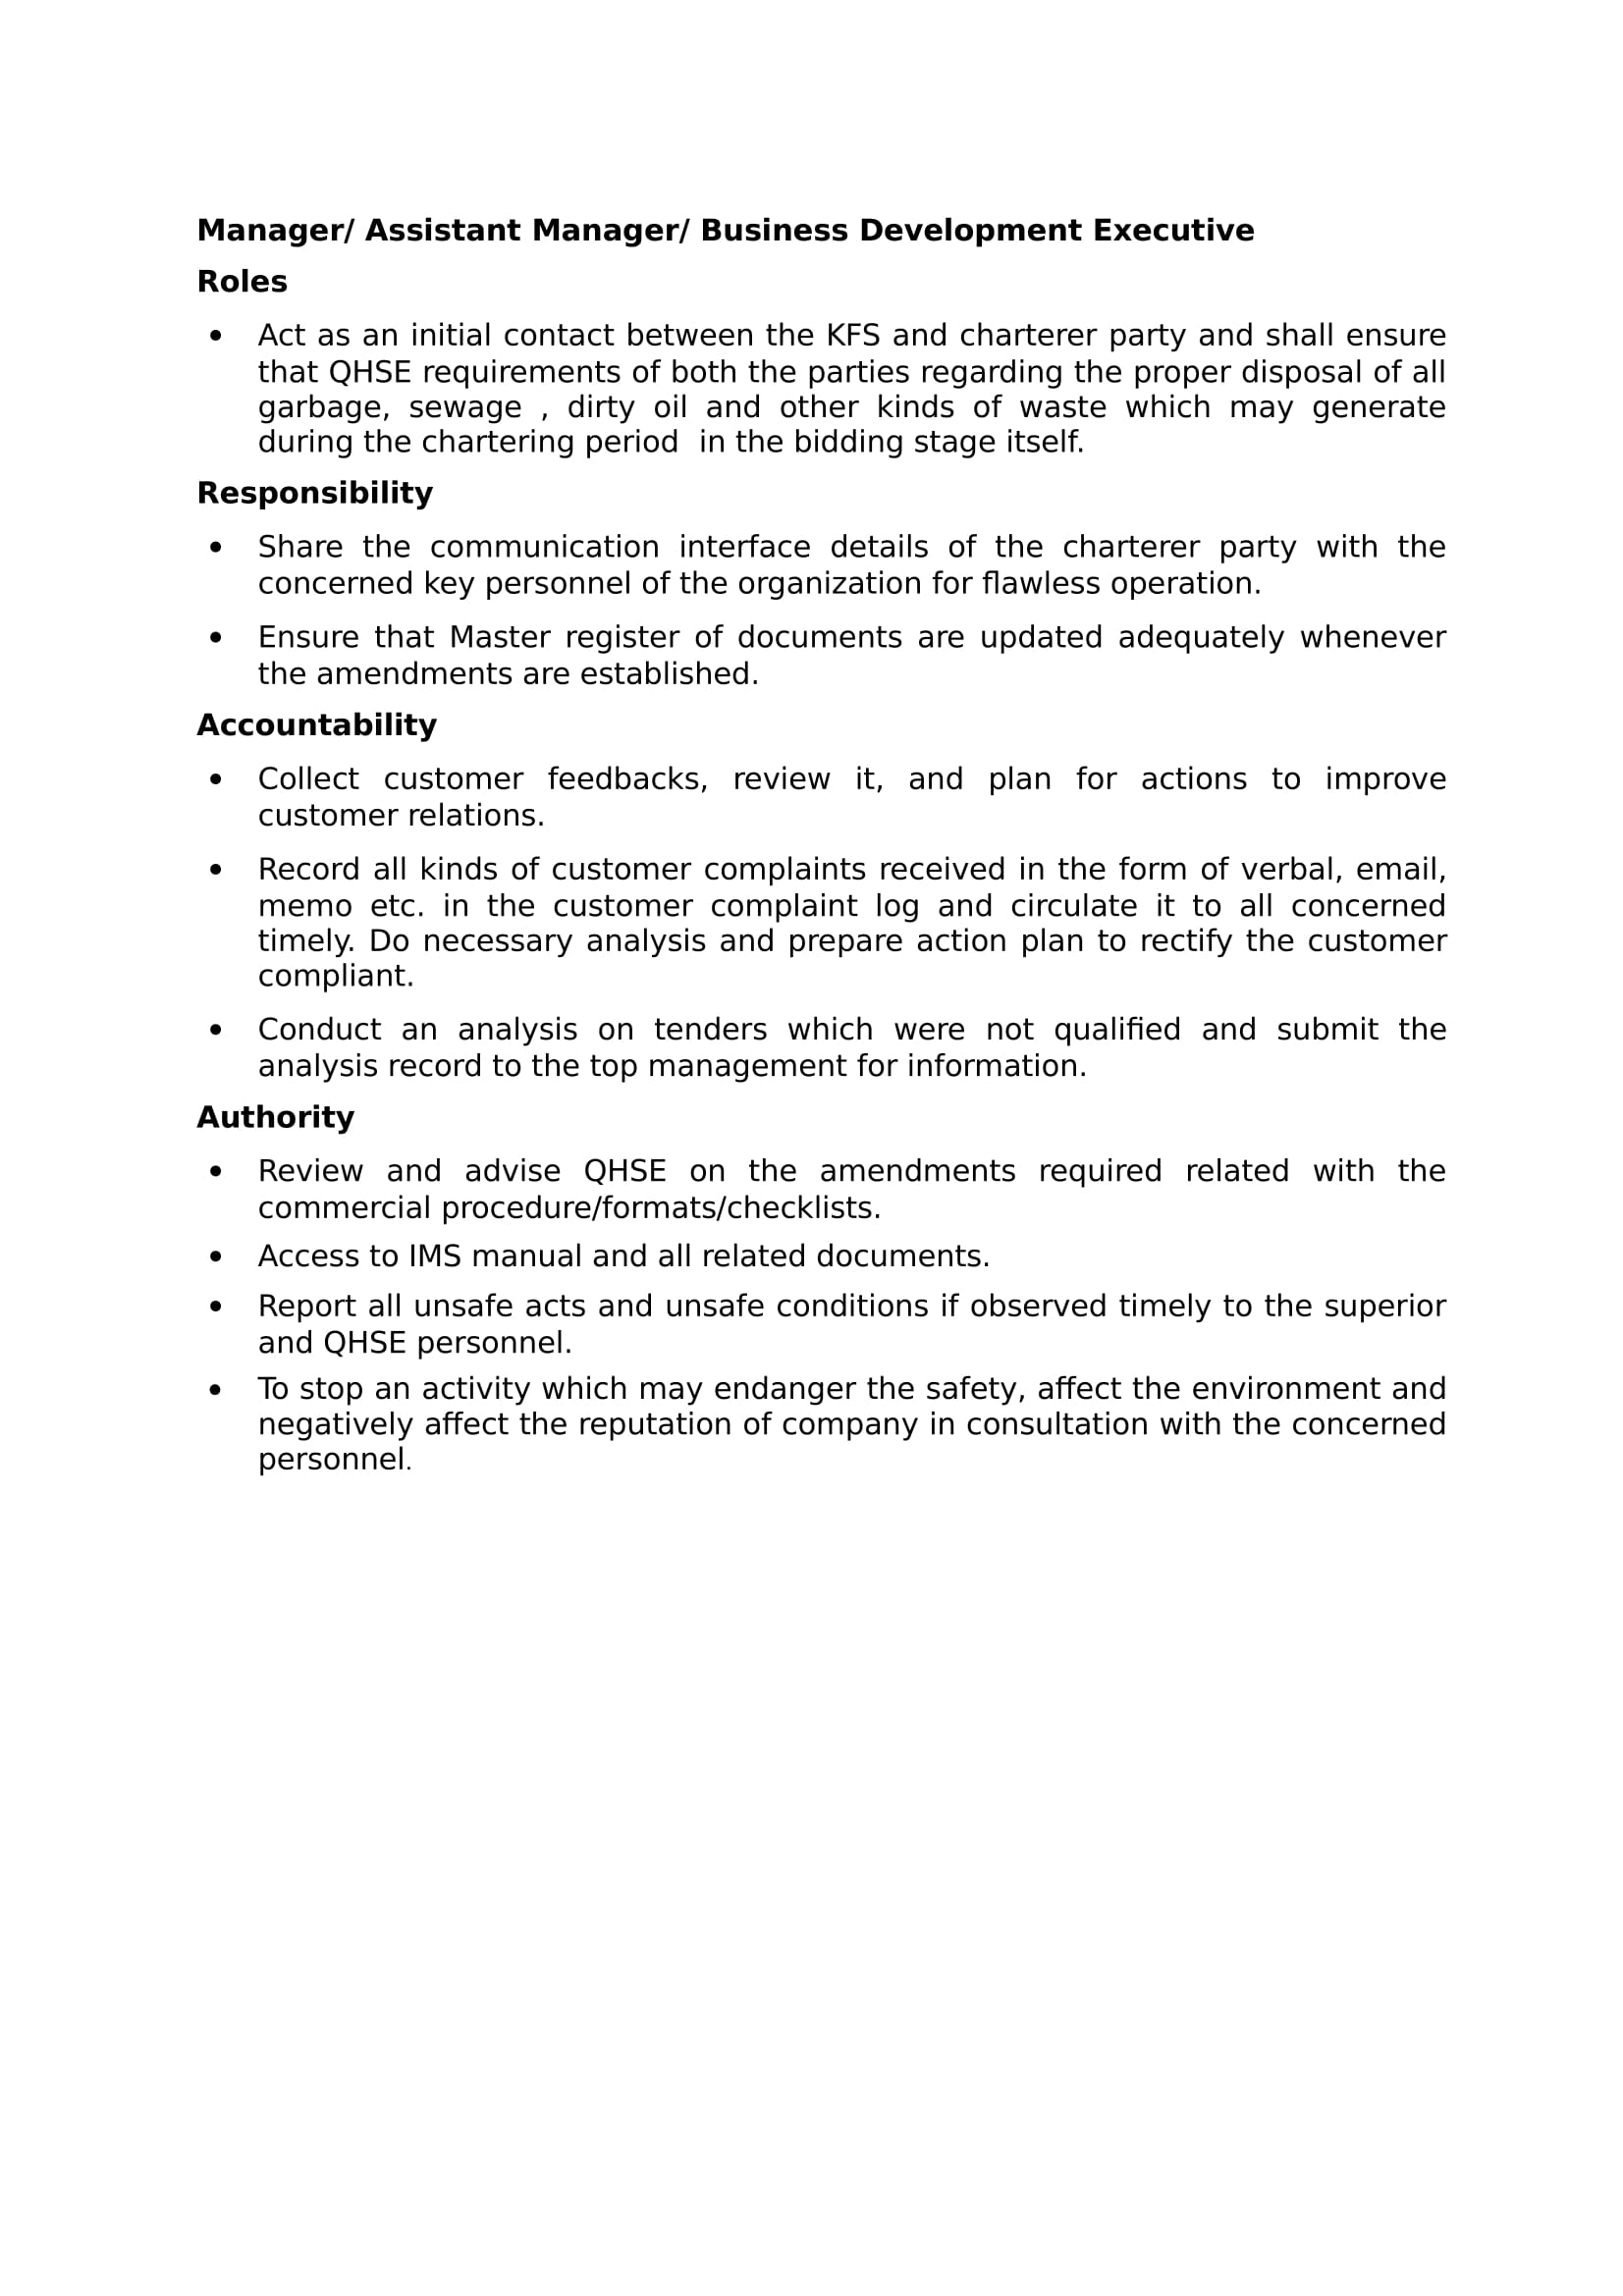 Manager/ Assistant Manager/ Business Development Executive
Roles
• Act as an initial contact between the KFS and charterer party and shall ensure
that QHSE requirements of both the parties regarding the proper disposal of all
garbage, sewage , dirty oil and other kinds of waste which may generate
during the chartering period  in the bidding stage itself.
Responsibility
• Share the communication interface details of the charterer party with the
concerned key personnel of the organization for flawless operation.
• Ensure that Master register of documents are updated adequately whenever
the amendments are established.
Accountability
• Collect customer feedbacks, review it, and plan for actions to improve
customer relations.
• Record all kinds of customer complaints received in the form of verbal, email,
memo etc. in the customer complaint log and circulate it to all concerned
timely. Do necessary analysis and prepare action plan to rectify the customer
compliant.
• Conduct an analysis on tenders which were not qualified and submit the
analysis record to the top management for information.
Authority
• Review and advise QHSE on the amendments required related with the
commercial procedure/formats/checklists.
• Access to IMS manual and all related documents.
• Report all unsafe acts and unsafe conditions if observed timely to the superior
and QHSE personnel.
• To stop an activity which may endanger the safety, affect the environment and
negatively affect the reputation of company in consultation with the concerned
personnel.